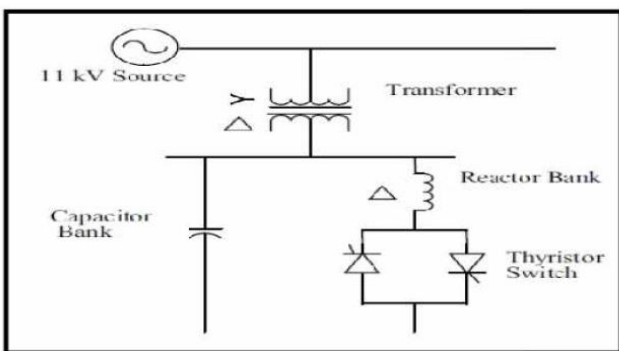 11 kV Source
Transformer
Reactor Bank
Capacitor
Bank
Thyristor
Switch